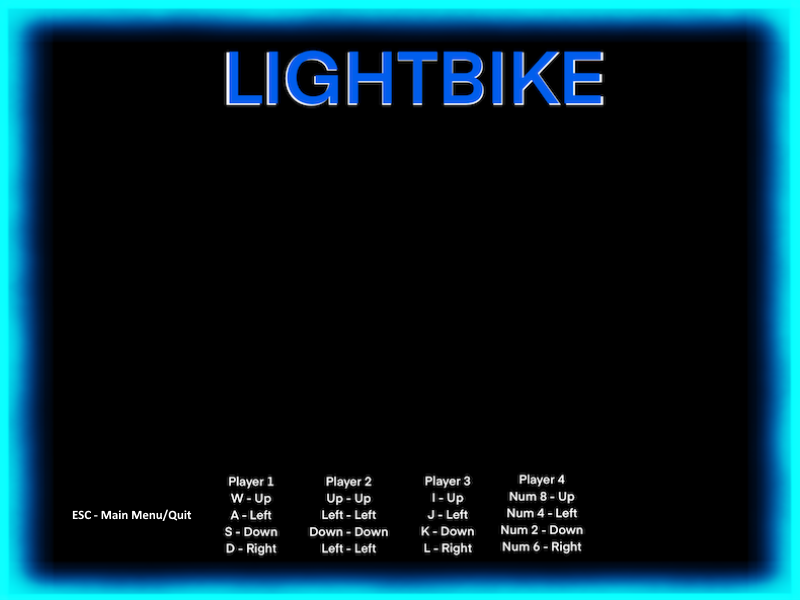 LIGHTBIKE
Player 1
W - Up
A - Left
S - Down
D - Right
Player 2
Up - Up
Left - Left
Down - Down
Left - Left
Player 3
I - Up
J - Left
K - Down
L - Right
Player 4
Num 8 - Up
Num 4 - Left
Num 2 - Down
Num 6 - Right
ESC - Main Menu/Quit